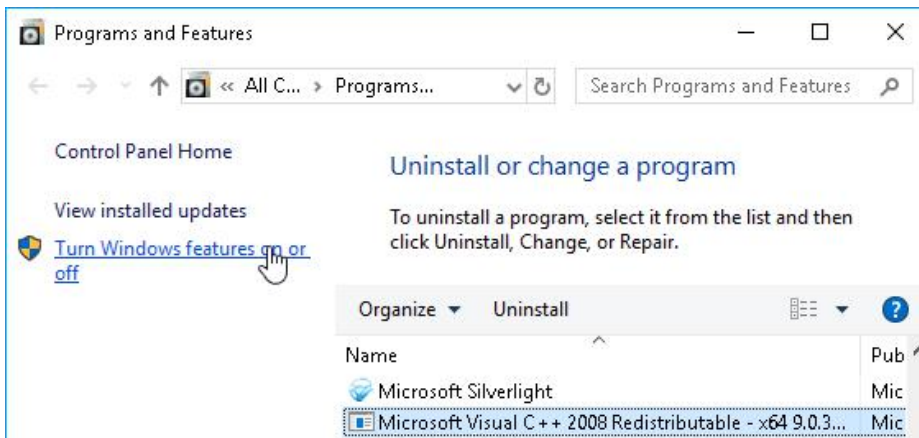 Programs and Features
« All C... > Programs...
Search Programs and Features
Control Panel Home
View installed updates
Turn Windows features on or
off
Uninstall or change a program
To uninstall a program, select it from the list and then
click Uninstall, Change, or Repair.
Organize Uninstall
?
Name Pub
Microsoft Silverlight Mic
Microsoft Visual C++ 2008 Redistributable - x64 9.0.3... Mic